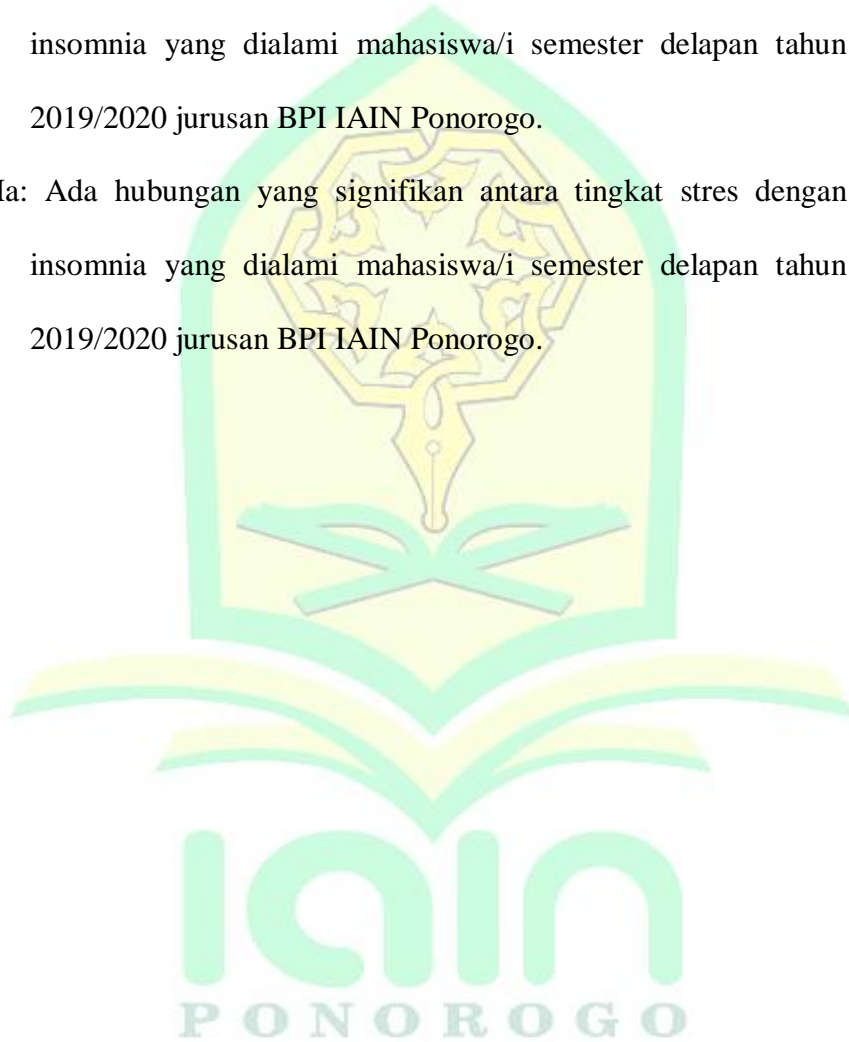 insomnia yang dialami mahasiswa/i semester delapan tahun
2019/2020 jurusan BPI IAIN Ponorogo.
Ha: Ada hubungan yang signifikan antara tingkat stres dengan
insomnia yang dialami mahasiswa/i semester delapan tahun
2019/2020 jurusan BPI IAIN Ponorogo.
iain
PONOROGO